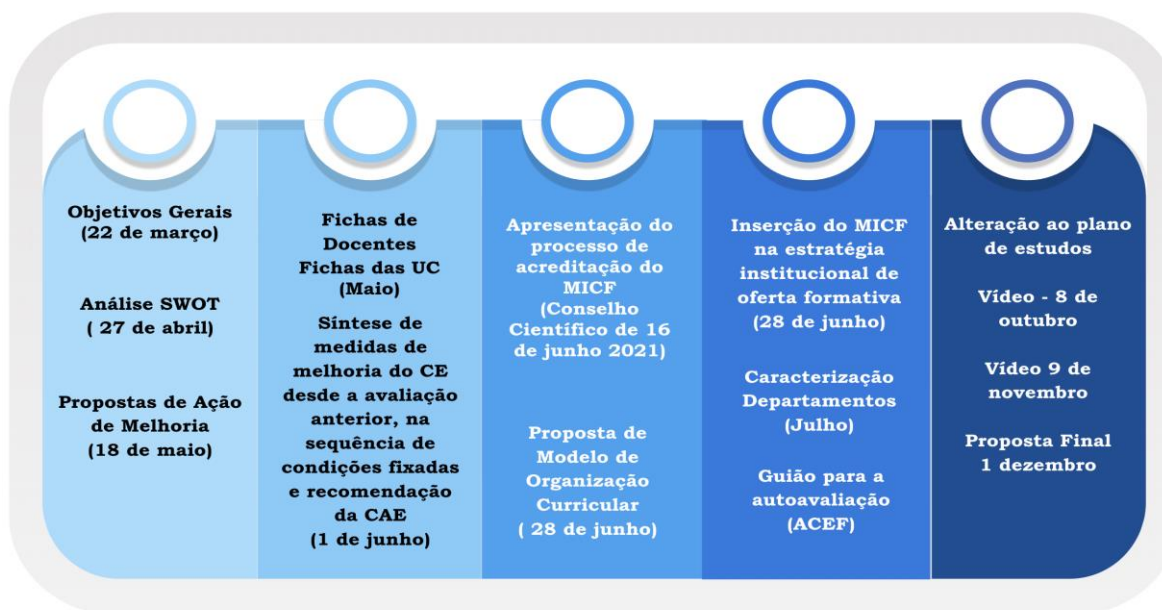 Objetivos Gerais
(22 de março)
Análise SWOT
( 27 de abril)
Propostas de Ação
de Melhoria
(18 de maio)
Fichas de
Docentes
Fichas das UC
(Maio)
Síntese de
medidas de
melhoria do CE
desde a avaliação
anterior, na
sequência de
condições fixadas
e recomendação
da CAE
(1 de junho)
Apresentação do
processo de
acreditação do
MICF
(Conselho
Científico de 16
de junho 2021)
Proposta de
Modelo de
Organização
Curricular
( 28 de junho)
Inserção do MICF
na estratégia
institucional de
oferta formativa
(28 de junho)
Caracterização
Departamentos
(Julho)
Guião para a
autoavaliação
(ACEF)
Alteração ao plano
de estudos
Vídeo - 8 de
outubro
Vídeo 9 de
novembro
Proposta Final
1 dezembro